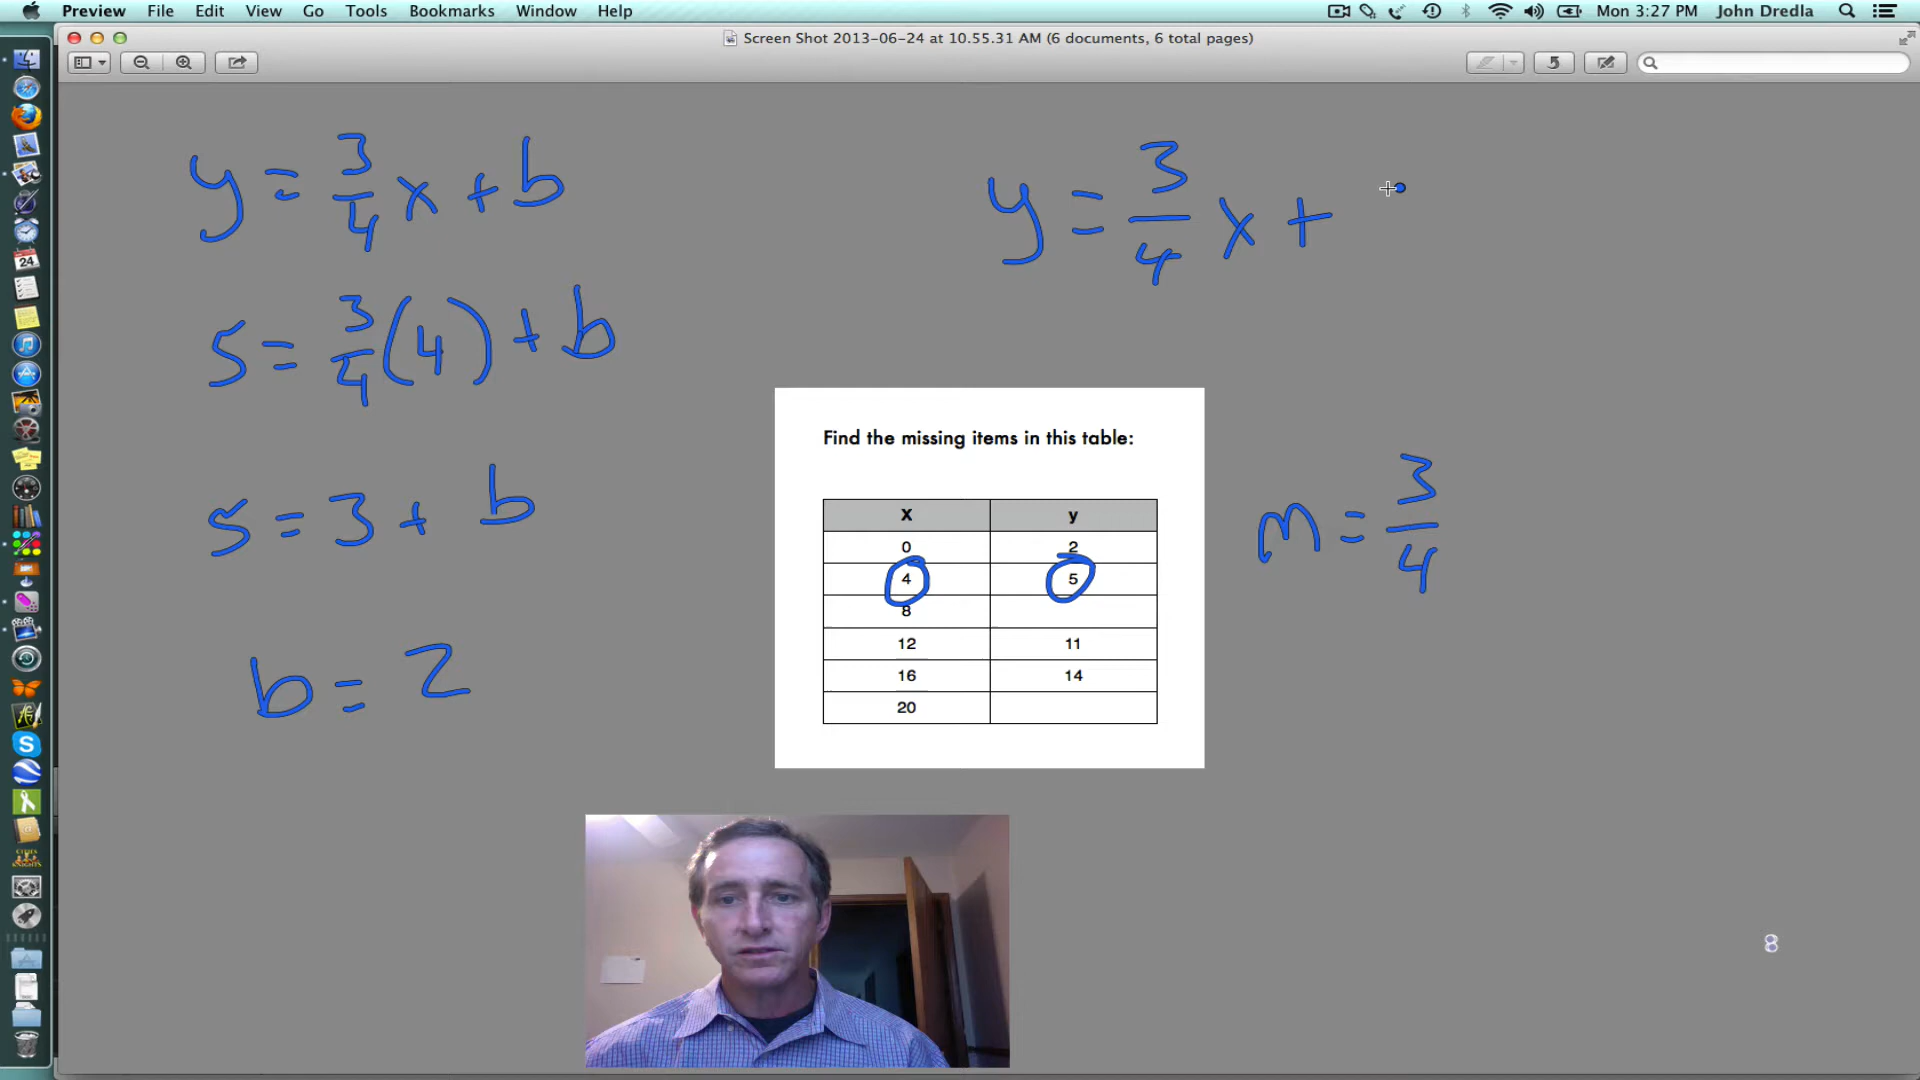 Preview File Edit View Go Tools Bookmarks Window Help
Mon 3:27 PM John Dredla
Screen Shot 2013-06-24 at 10.55.31 AM (6 documents, 6 total pages)
y = 3/4 x + b
5 = 3/4 (4) + b
5 = 3 + b
b = 2
y = 3/4 x +
Find the missing items in this table:
x y
0 2
4 5
8
12 11
16 14
20
m = 3/4
24
8